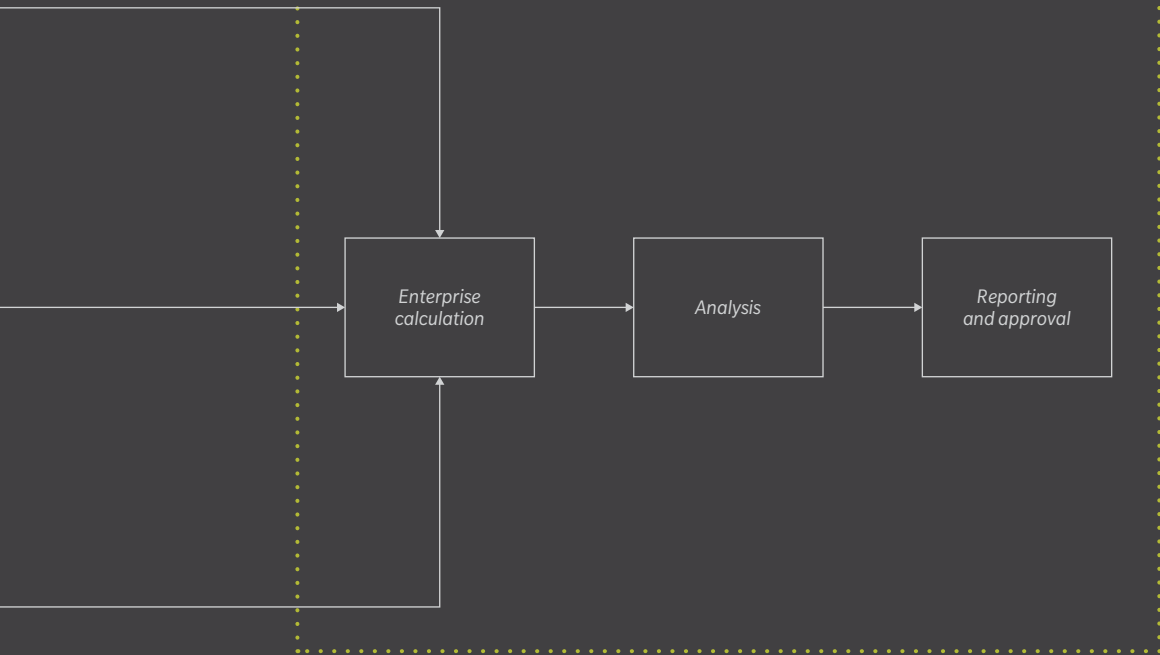 Enterprise
calculation
Analysis
Reporting
and approval